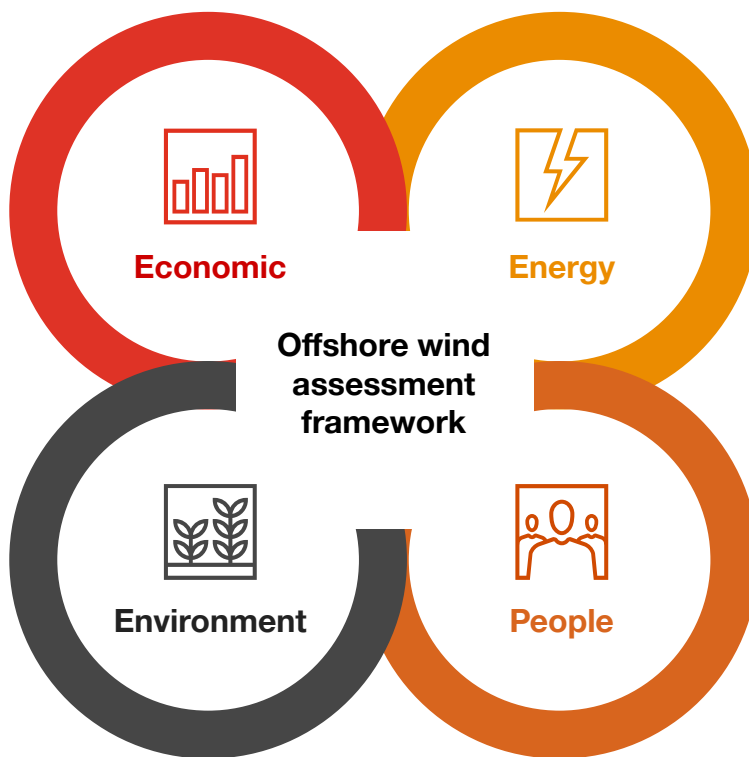 Economic
Energy
Offshore wind
assessment
framework
Environment
People